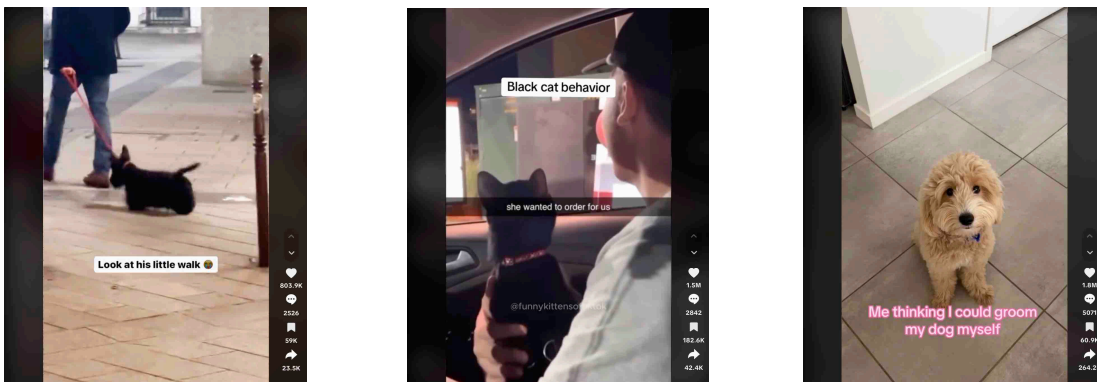 Look at his little walk 🥹
803.9K
2526
59K
23.5K
Black cat behavior
she wanted to order for us
@funnykittensof
1.5M
2842
182.6K
42.4K
Me thinking I could groom
my dog myself
1.8M
5071
60.9K
264.2